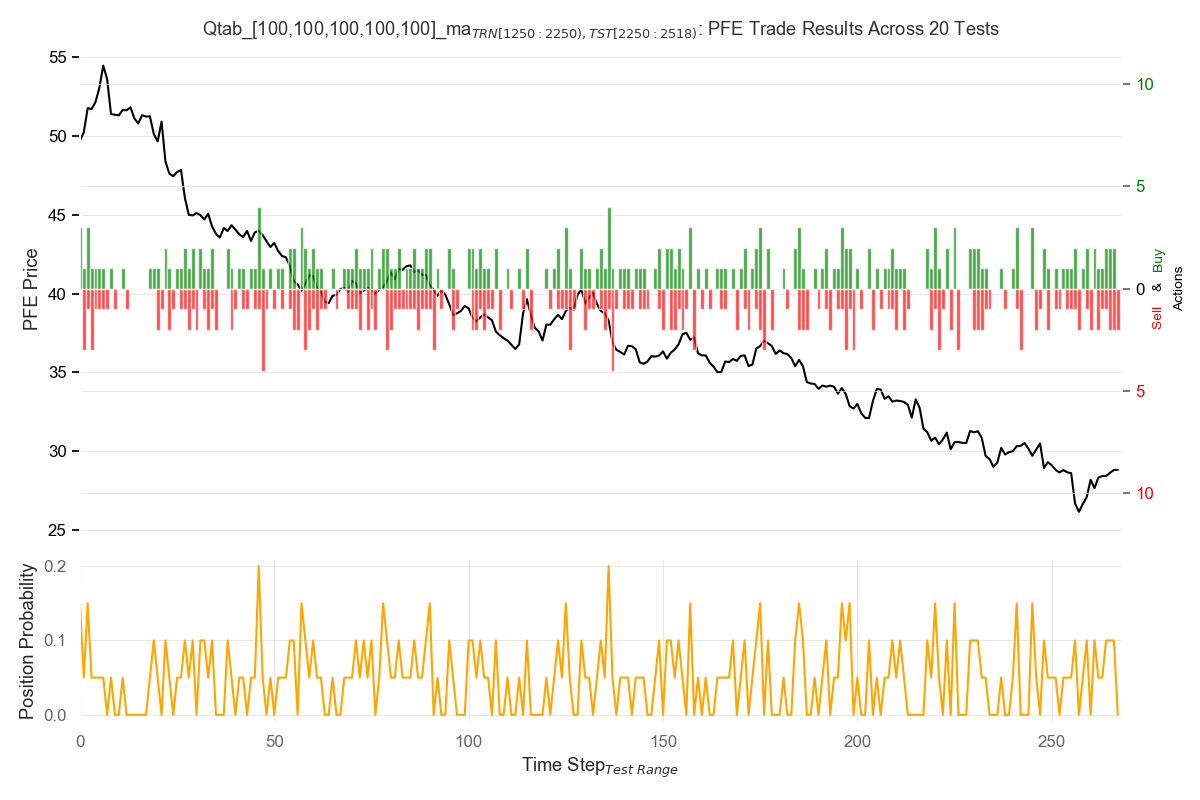 Qtab_[100,100,100,100,100]_ma_TRN[1250:2250),TST[2250:2518): PFE Trade Results Across 20 Tests
55
50
45
40
35
30
25
PFE Price
10
5
0
5
10
Sell & Buy
Actions
0.2
0.1
0.0
Position Probability
0 50 100 150 200 250
Time Step Test Range